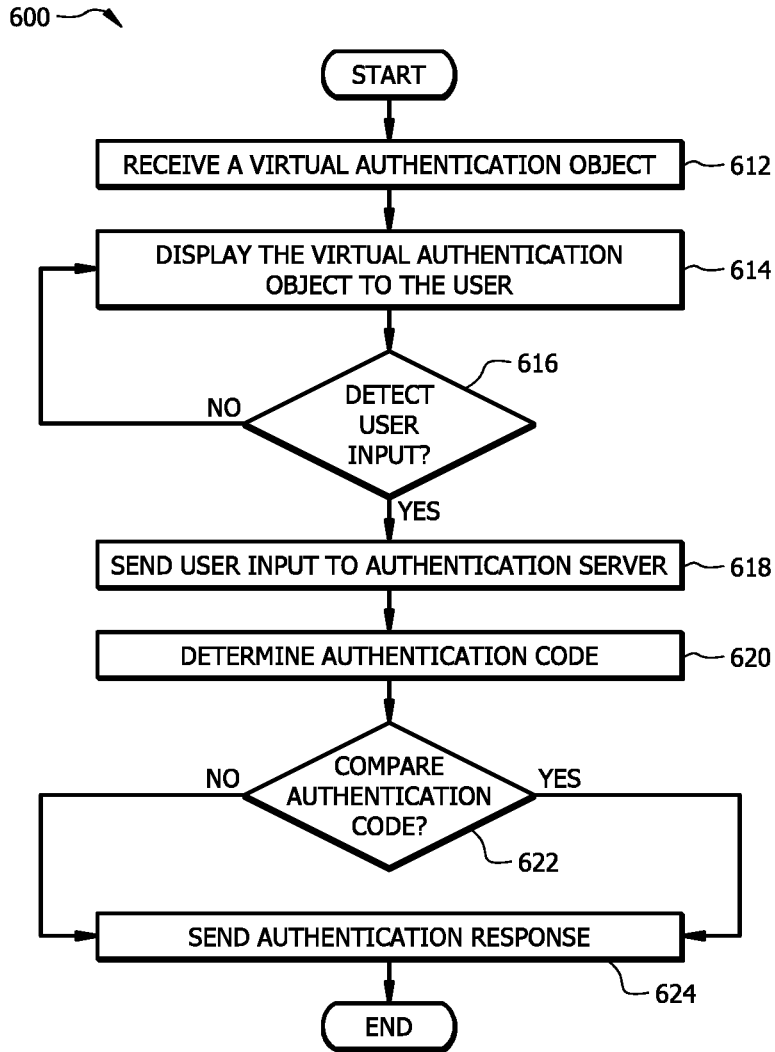 600
START
RECEIVE A VIRTUAL AUTHENTICATION OBJECT
612
DISPLAY THE VIRTUAL AUTHENTICATION
OBJECT TO THE USER
614
616
DETECT
USER
INPUT?
NO
YES
SEND USER INPUT TO AUTHENTICATION SERVER
618
DETERMINE AUTHENTICATION CODE
620
NO
COMPARE
AUTHENTICATION
CODE?
YES
622
SEND AUTHENTICATION RESPONSE
624
END